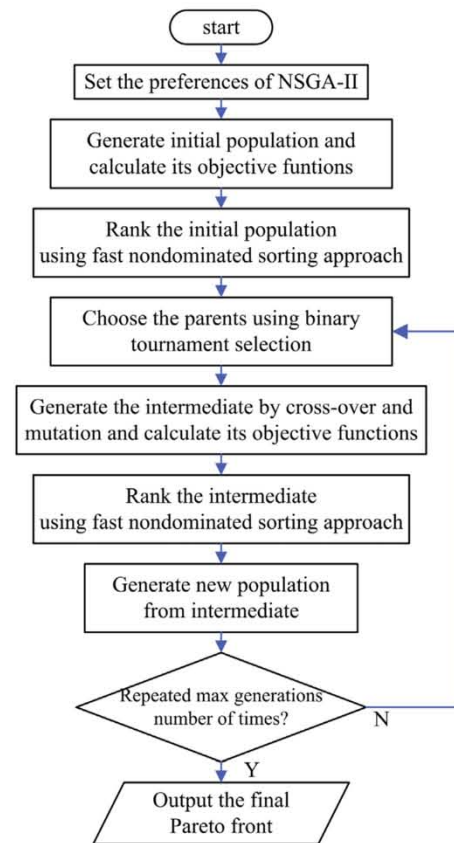 start
Set the preferences of NSGA-II
Generate initial population and
calculate its objective funtions
Rank the initial population
using fast nondominated sorting approach
Choose the parents using binary
tournament selection
Generate the intermediate by cross-over and
mutation and calculate its objective functions
Rank the intermediate
using fast nondominated sorting approach
Generate new population
from intermediate
Repeated max generations
number of times?
N
Y
Output the final
Pareto front